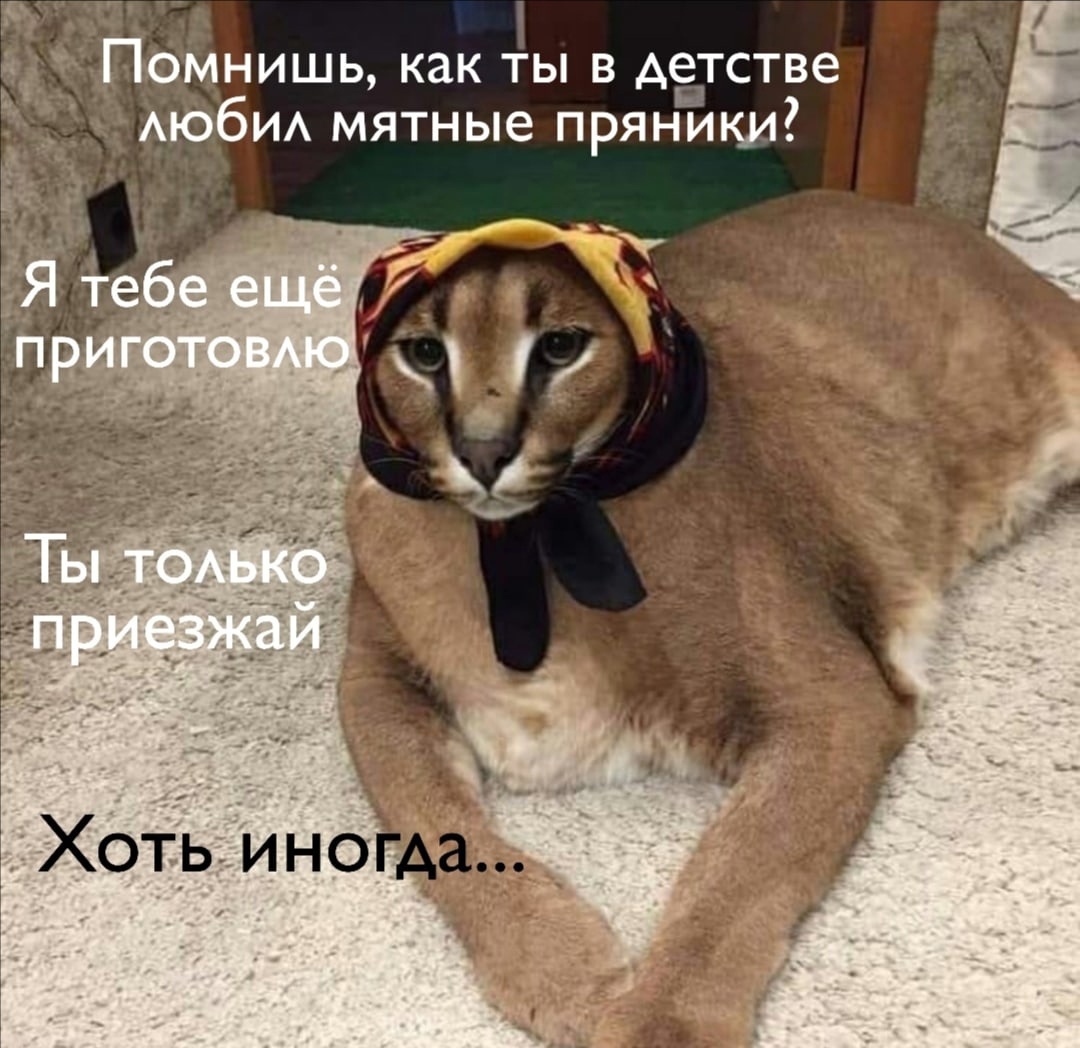 Помнишь, как ты в детстве
любил мятные пряники?
Я тебе ещё
приготовлю
Ты только
приезжай
Хоть иногда...